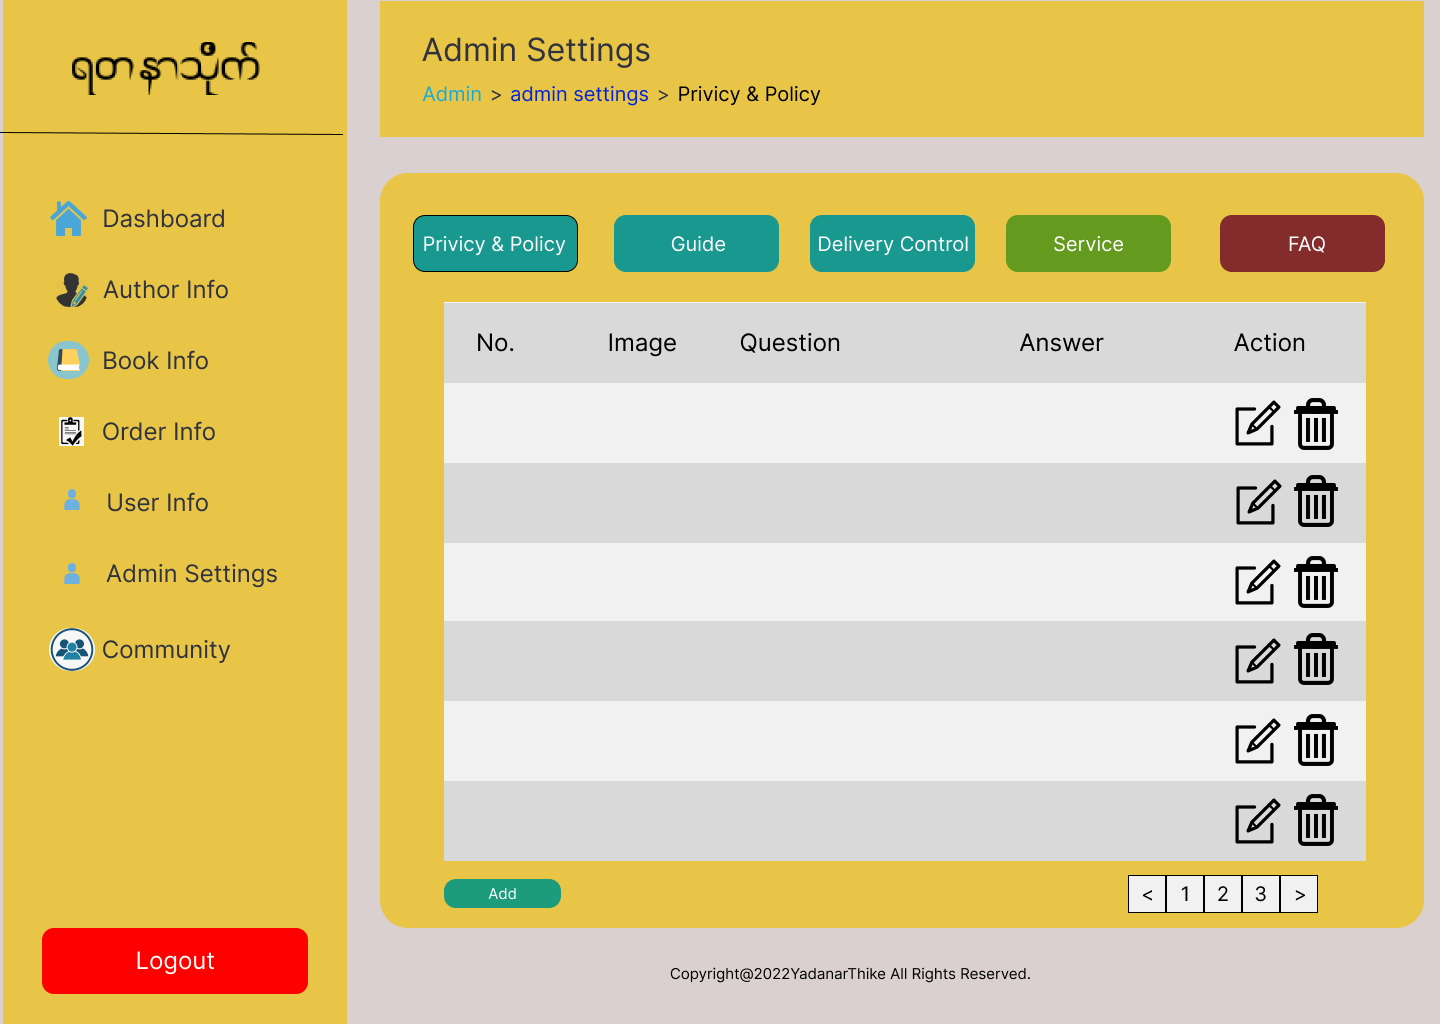 ရတနာသိုက်
Admin Settings
Admin > admin settings > Privicy & Policy
Dashboard
Author Info
Book Info
Order Info
User Info
Admin Settings
Community
Logout
Privicy & Policy Guide Delivery Control Service FAQ
No. Image Question Answer Action
Add
< 1 2 3 >
Copyright@2022YadanarThike All Rights Reserved.